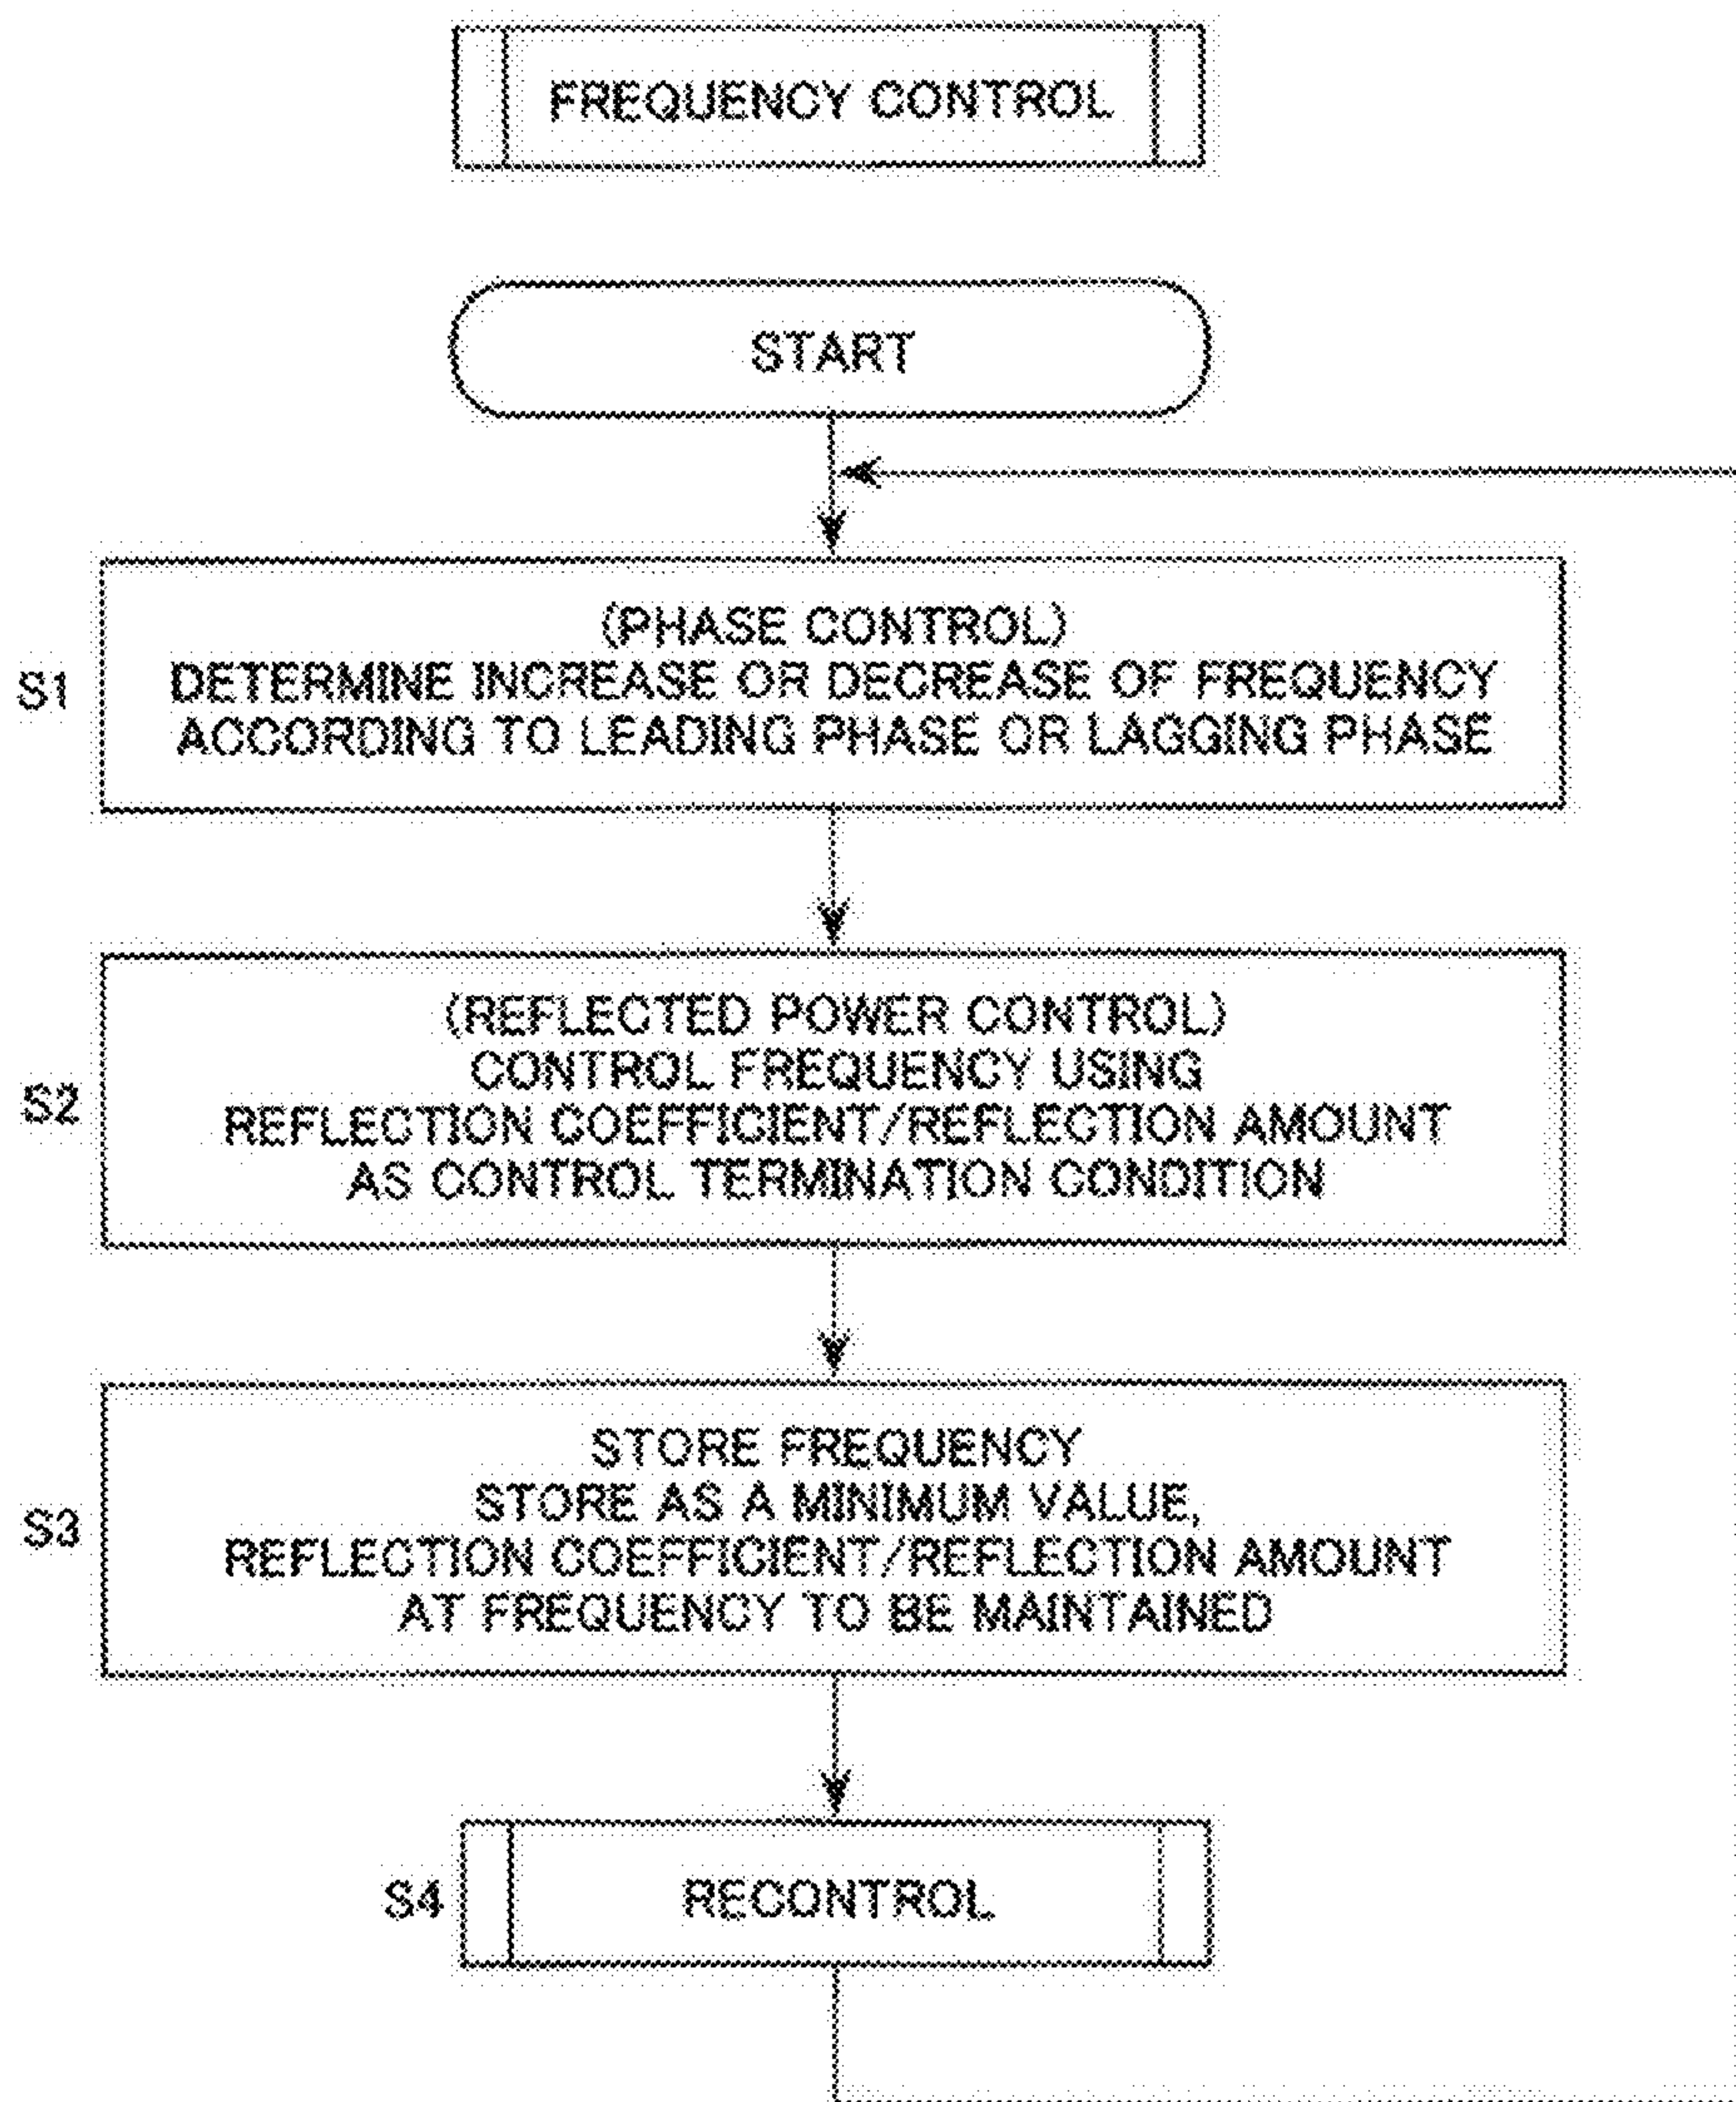 FREQUENCY CONTROL
START
S1
(PHASE CONTROL)
DETERMINE INCREASE OR DECREASE OF FREQUENCY
ACCORDING TO LEADING PHASE OR LAGGING PHASE
S2
(REFLECTED POWER CONTROL)
CONTROL FREQUENCY USING
REFLECTION COEFFICIENT/REFLECTION AMOUNT
AS CONTROL TERMINATION CONDITION
S3
STORE FREQUENCY
STORE AS A MINIMUM VALUE,
REFLECTION COEFFICIENT/REFLECTION AMOUNT
AT FREQUENCY TO BE MAINTAINED
S4
RECONTROL